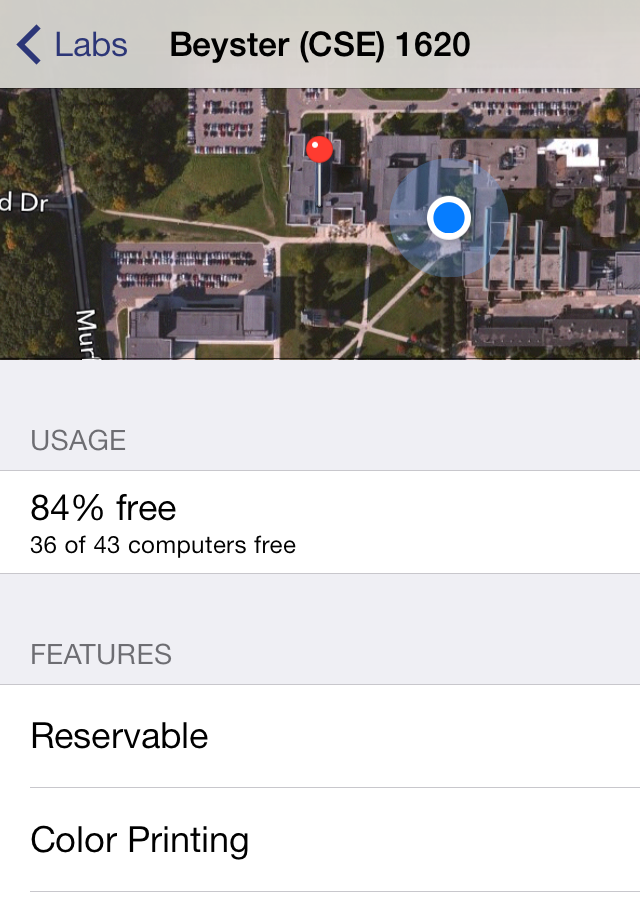 Labs
Beyster (CSE) 1620
d Dr
Murf
USAGE
84% free
36 of 43 computers free
FEATURES
Reservable
Color Printing